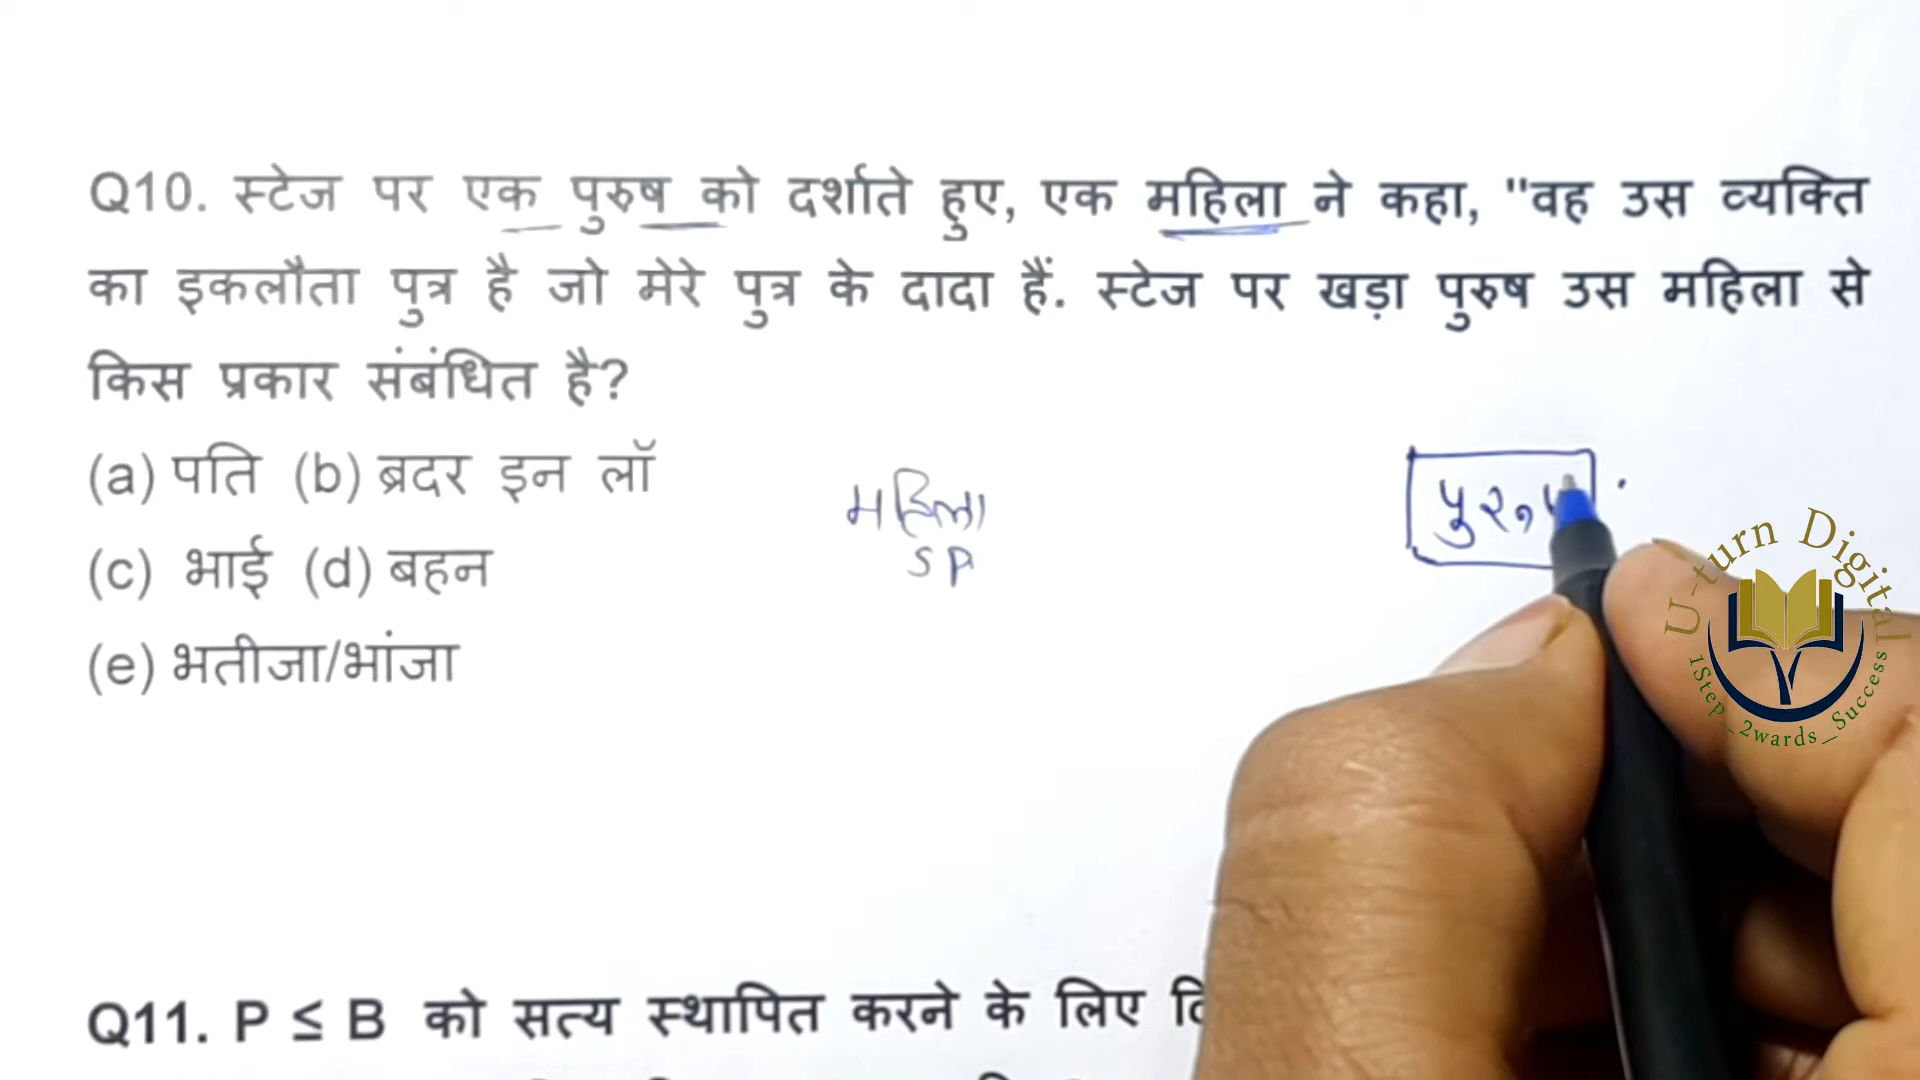 Q10. स्टेज पर एक पुरुष को दर्शाते हुए, एक महिला ने कहा, "वह उस व्यक्ति
का इकलौता पुत्र है जो मेरे पुत्र के दादा हैं. स्टेज पर खड़ा पुरुष उस महिला से
किस प्रकार संबंधित है?
(a) पति (b) ब्रदर इन लॉ
(c) भाई (d) बहन
(e) भतीजा/भांजा
महिला
SP
U-turn Digital
1Step_2wards_Success
Q11. P ≤ B को सत्य स्थापित करने के लिए